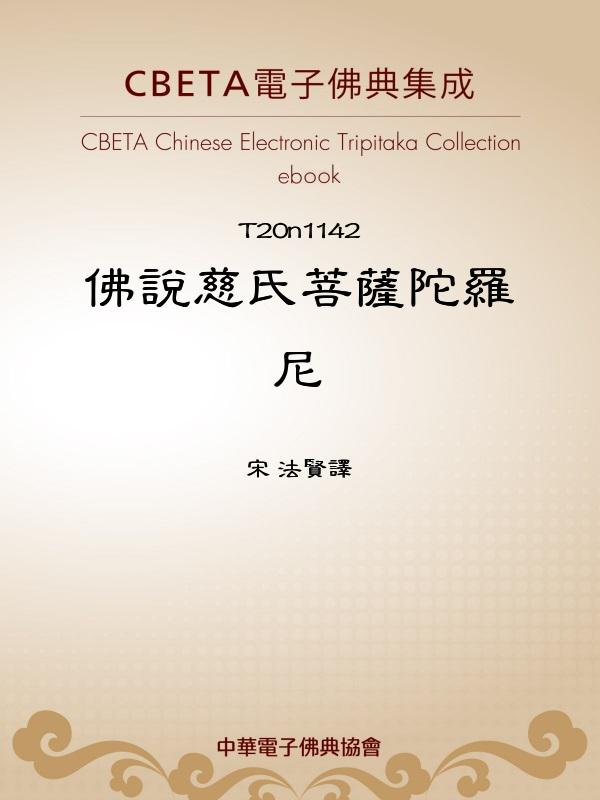 CBETA電子佛典集成
CBETA Chinese Electronic Tripitaka Collection
ebook
T20n1142
佛說慈氏菩薩陀羅
尼
宋 法賢譯
中華電子佛典協會